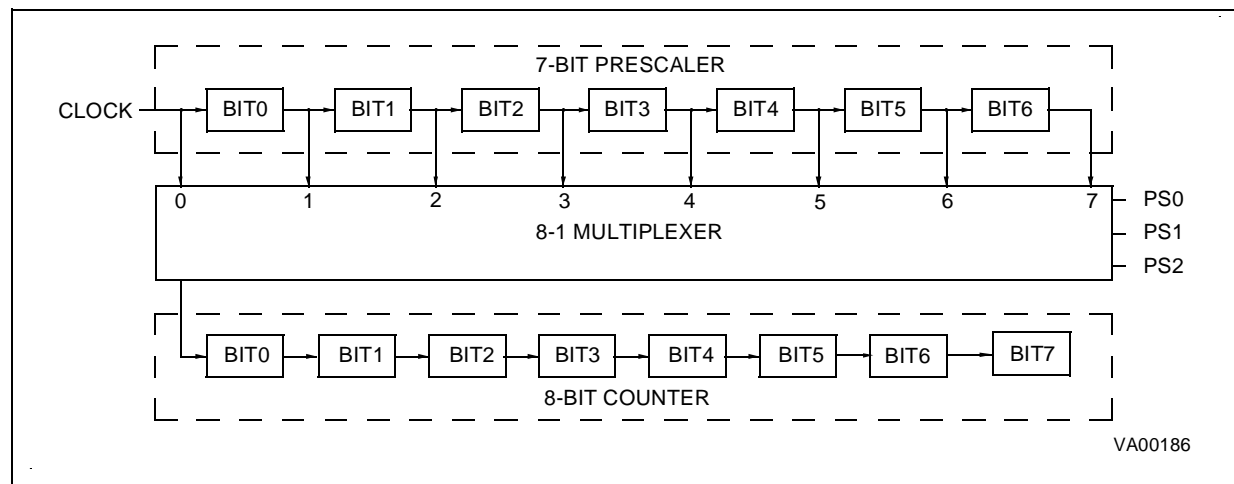 7-BIT PRESCALER
CLOCK BIT0 BIT1 BIT2 BIT3 BIT4 BIT5 BIT6
0 1 2 3 4 5 6 7 PS0
8-1 MULTIPLEXER PS1
PS2
BIT0 BIT1 BIT2 BIT3 BIT4 BIT5 BIT6 BIT7
8-BIT COUNTER
VA00186